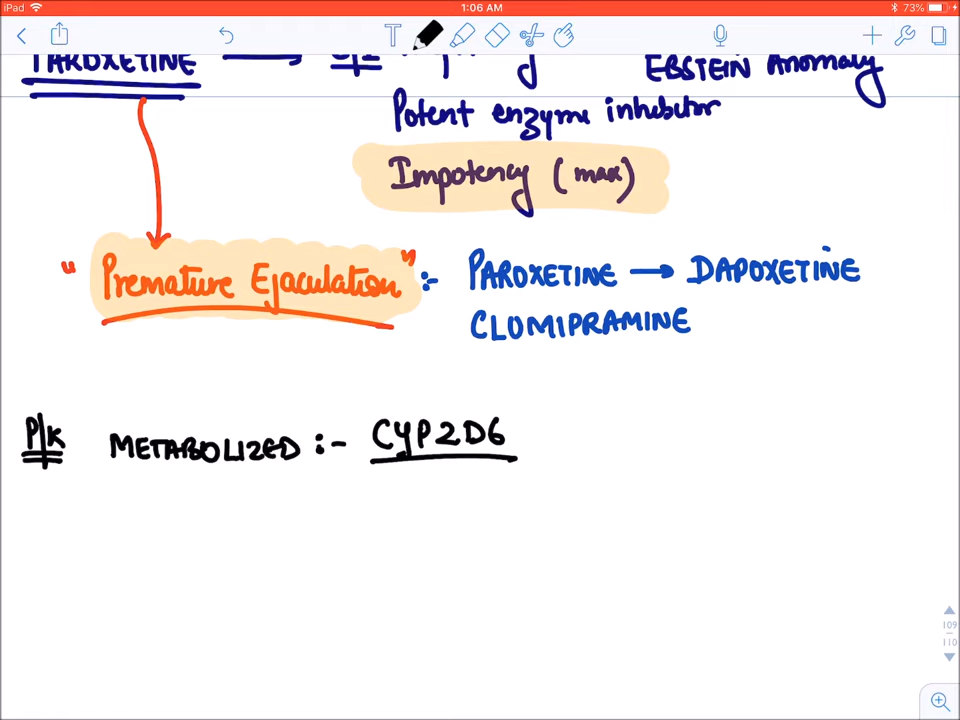 iPad 1:06 AM 73%
T
PAROXETINE EBSTEIN Anomaly
Potent enzyme inhibitor
Impotency (max)
"Premature Ejaculation" :- PAROXETINE → DAPOXETINE
CLOMIPRAMINE
P/K METABOLIZED :- CYP2D6
109
110